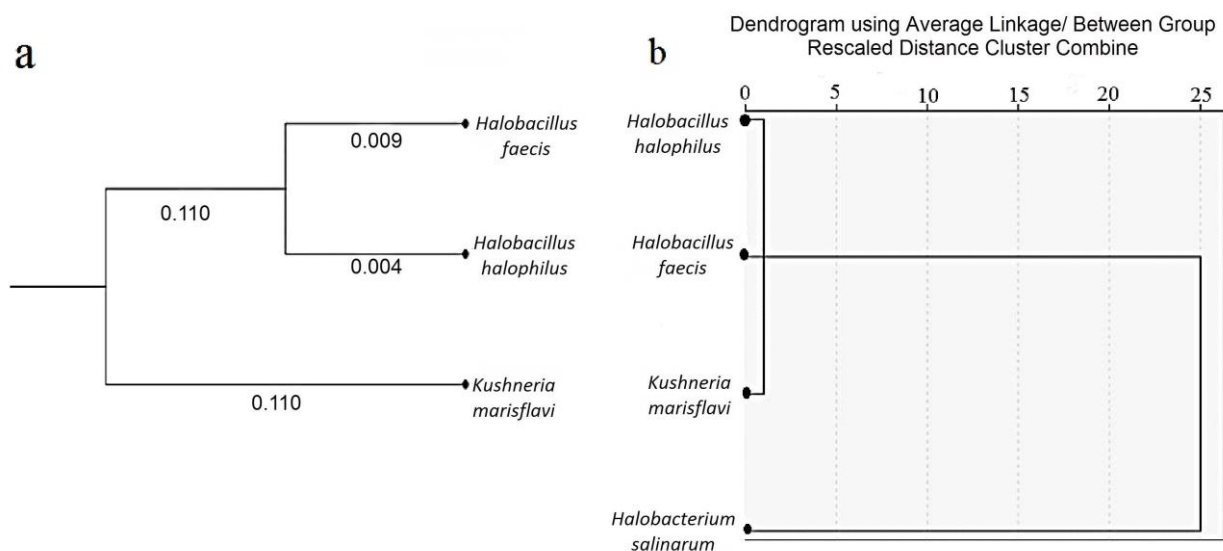 a
Halobacillus
faecis
0.009
0.110
Halobacillus
halophilus
0.004
Kushneria
marisflavi
0.110
b
Dendrogram using Average Linkage/ Between Group
Rescaled Distance Cluster Combine
0 5 10 15 20 25
Halobacillus
halophilus
Halobacillus
faecis
Kushneria
marisflavi
Halobacterium
salinarum